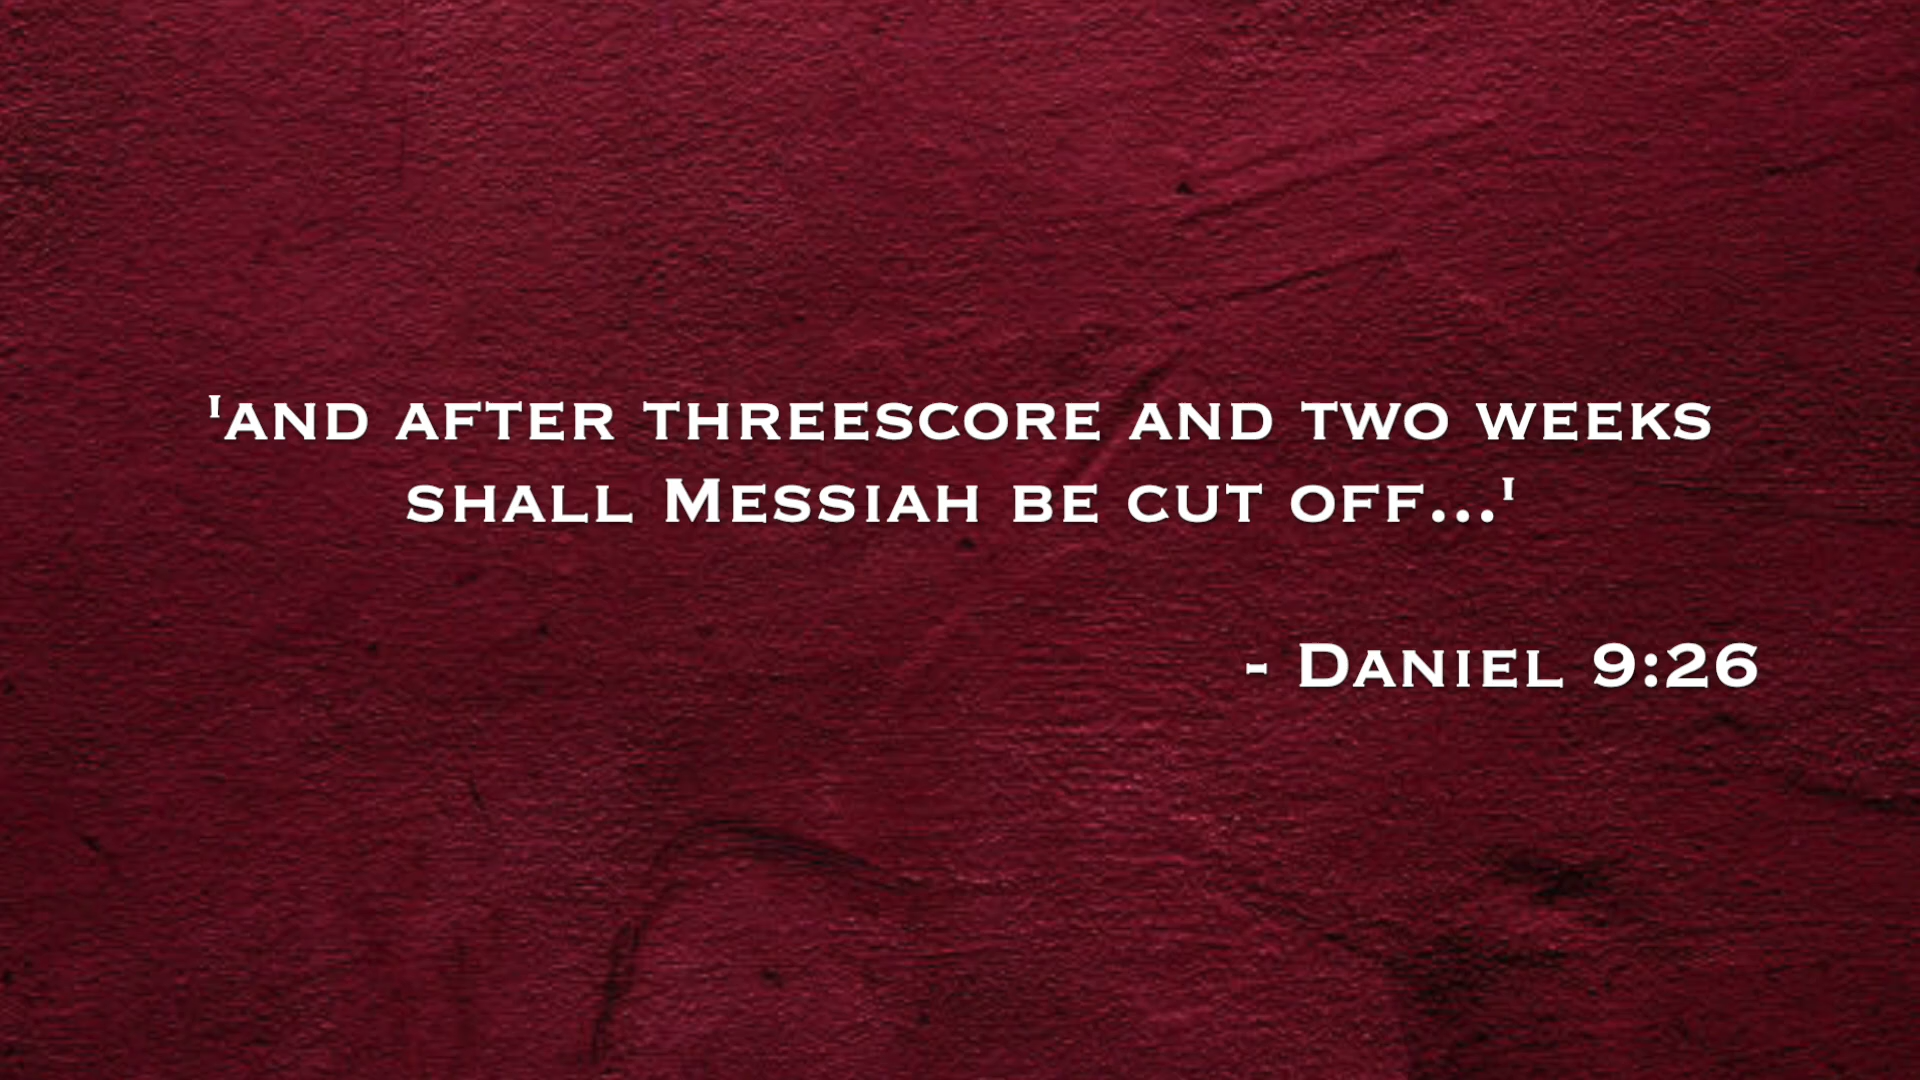 'and after threescore and two weeks
shall Messiah be cut off...'
- Daniel 9:26